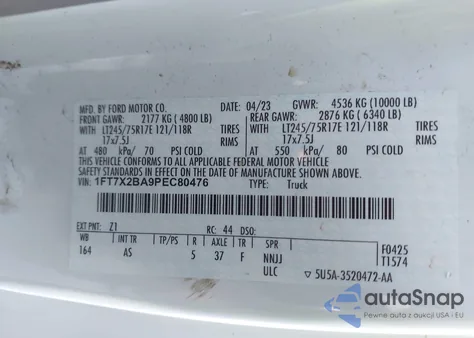 MFD. BY FORD MOTOR CO. 04/23 GVWR: 4536 KG (10000 LB)
FRONT GAWR: 2177 KG (4800 LB) REAR GAWR: 2876 KG (6340 LB)
WITH LT245/75R17E 121/118R TIRES WITH LT245/75R17E 121/118R TIRES
17x7.5J 17x7.5J
AT 480 kPa/ 70 PSI COLD AT 550 kPa/ 80 PSI COLD
THIS VEHICLE CONFORMS TO ALL APPLICABLE FEDERAL MOTOR VEHICLE
SAFETY STANDARDS IN EFFECT ON THE DATE OF MANUFACTURE SHOWN ABOVE.
VIN: 1FT7X2BA9PEC80476 TYPE: Truck
EXT PNT: Z1 RC: 44 DSO:
WB INT TR TP/PS R AXLE TR SPR F0425
164 AS 5 37 F NNJJ T1574
ULC 5U5A-3520472-AA
autoSnap
Pewne auta z USA - EU